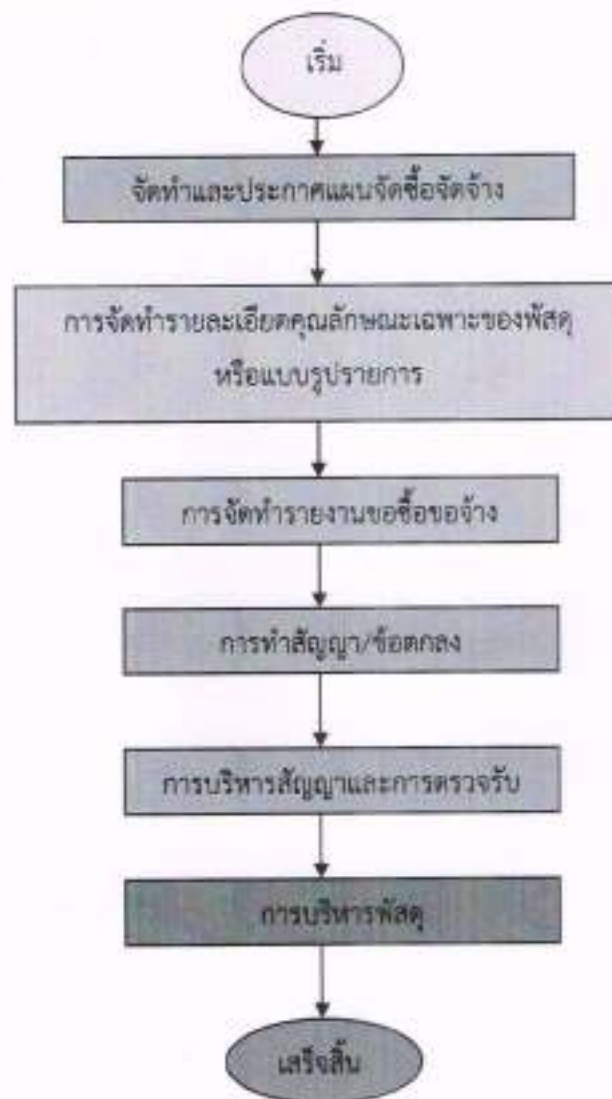 เริ่ม
จัดทำและประกาศแผนจัดซื้อจัดจ้าง
การจัดทำรายละเอียดคุณลักษณะเฉพาะของพัสดุ
หรือแบบรูปรายการ
การจัดทำรายงานขอซื้อขอจ้าง
การทำสัญญา/ข้อตกลง
การบริหารสัญญาและการตรวจรับ
การบริหารพัสดุ
เสร็จสิ้น